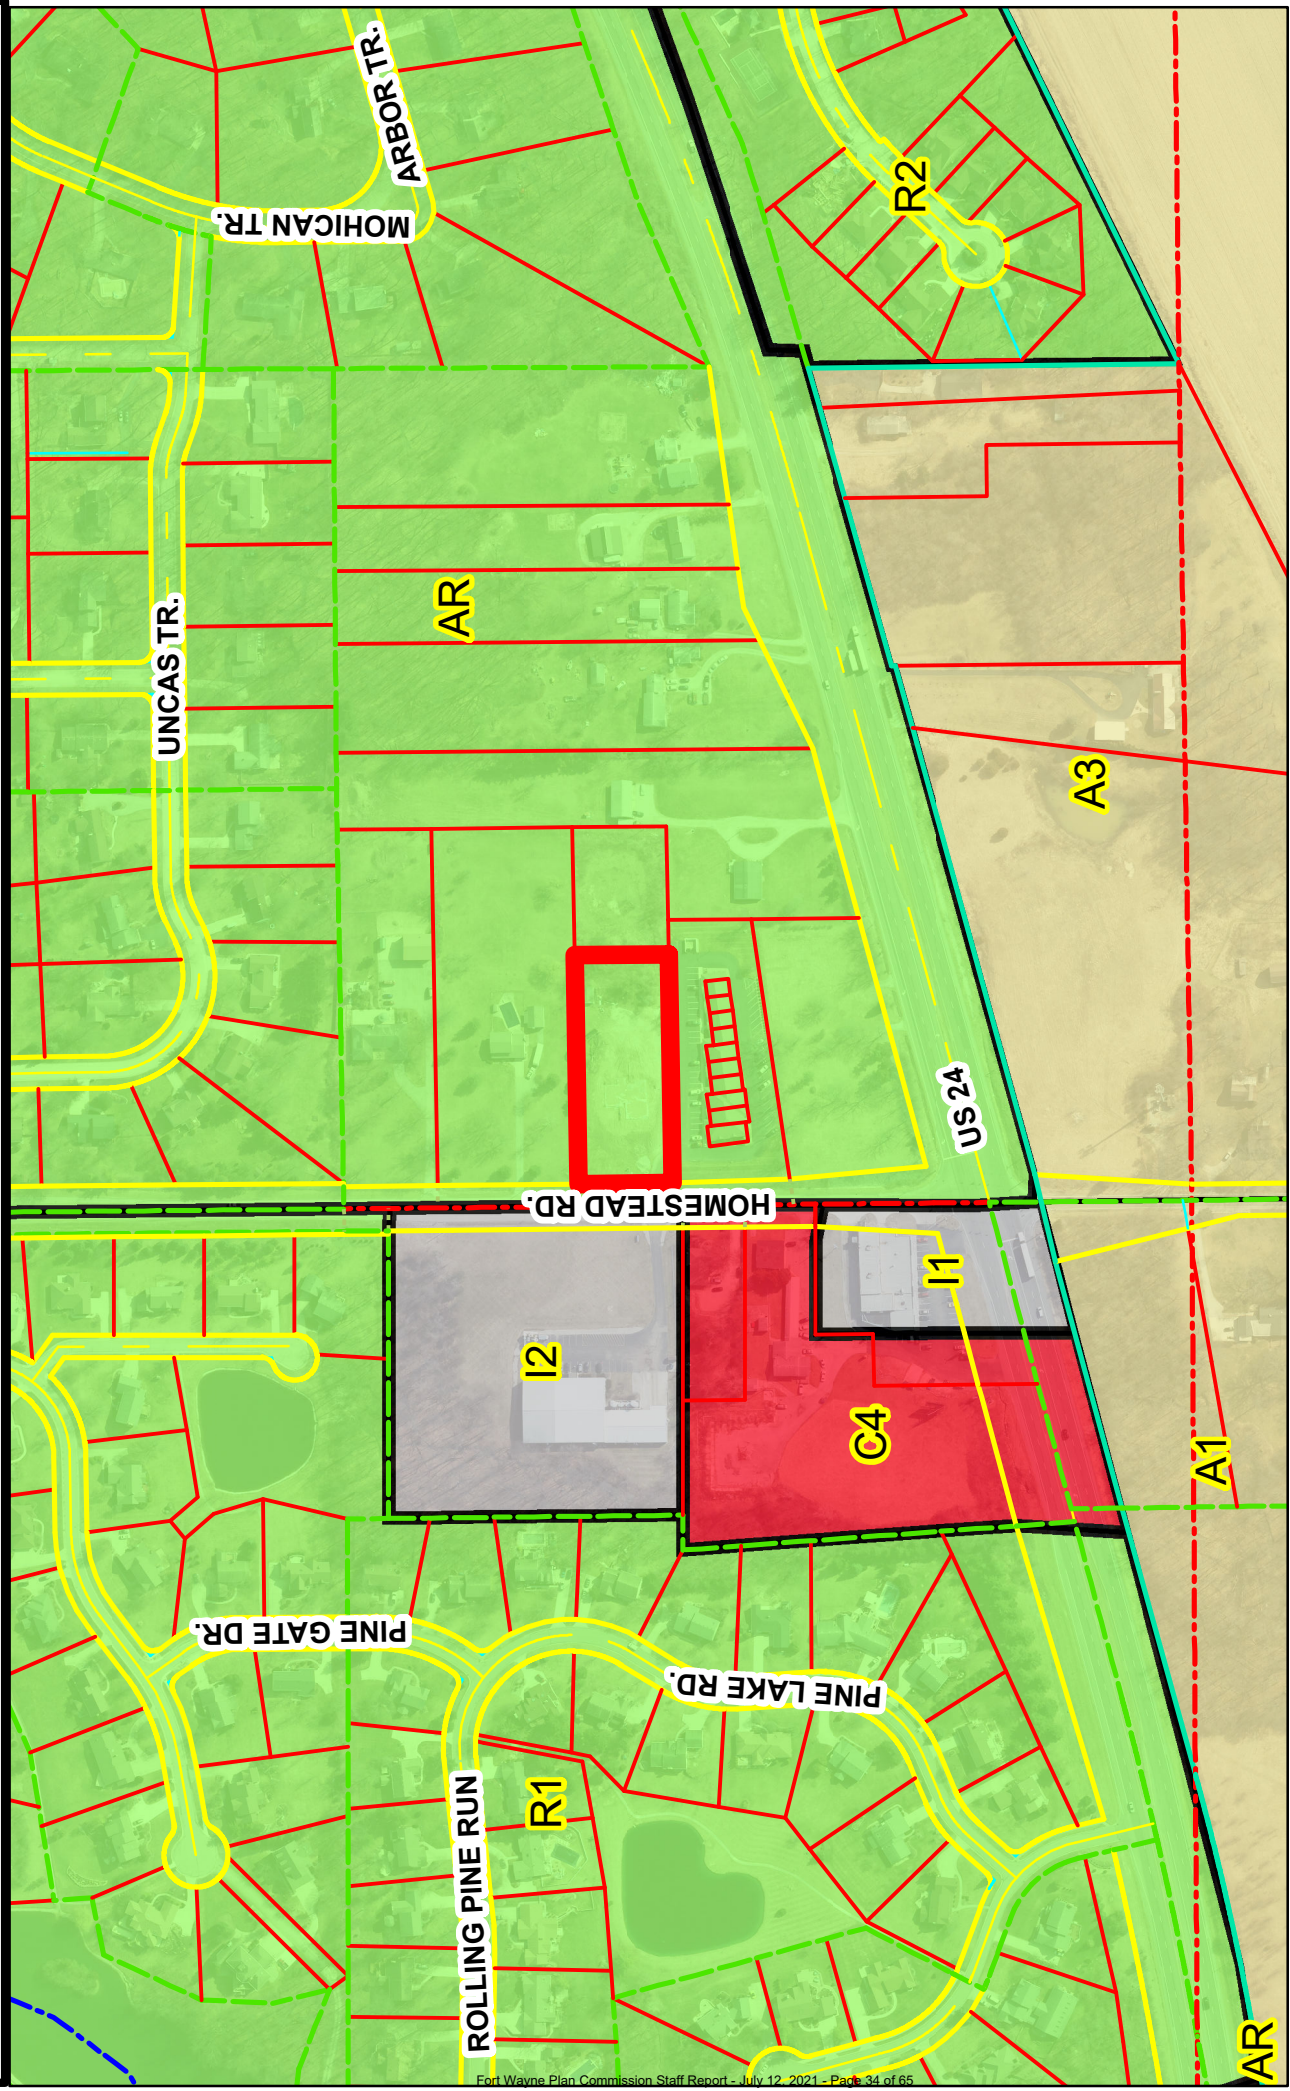 ARBOR TR.
MOHICAN TR.
R2
UNCAS TR.
AR
A3
US 24
HOMESTEAD RD.
I1
I2
C4
A1
PINE GATE DR.
PINE LAKE RD.
R1
ROLLING PINE RUN
AR
Fort Wayne Plan Commission Staff Report - July 12, 2021 - Page 34 of 65